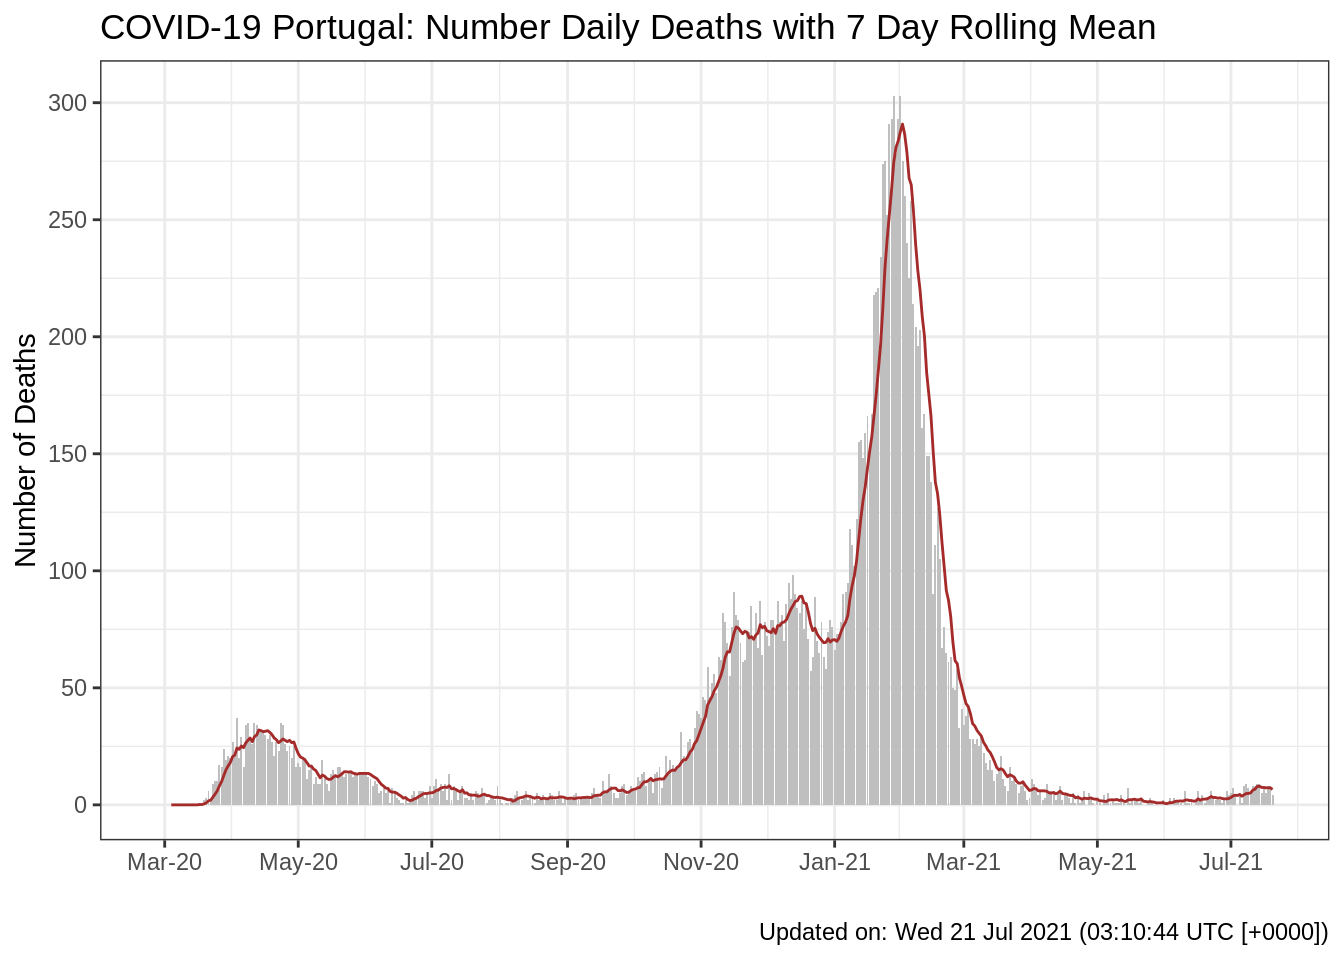 COVID-19 Portugal: Number Daily Deaths with 7 Day Rolling Mean
Number of Deaths
300
250
200
150
100
50
0
Mar-20 May-20 Jul-20 Sep-20 Nov-20 Jan-21 Mar-21 May-21 Jul-21
Updated on: Wed 21 Jul 2021 (03:10:44 UTC [+0000])